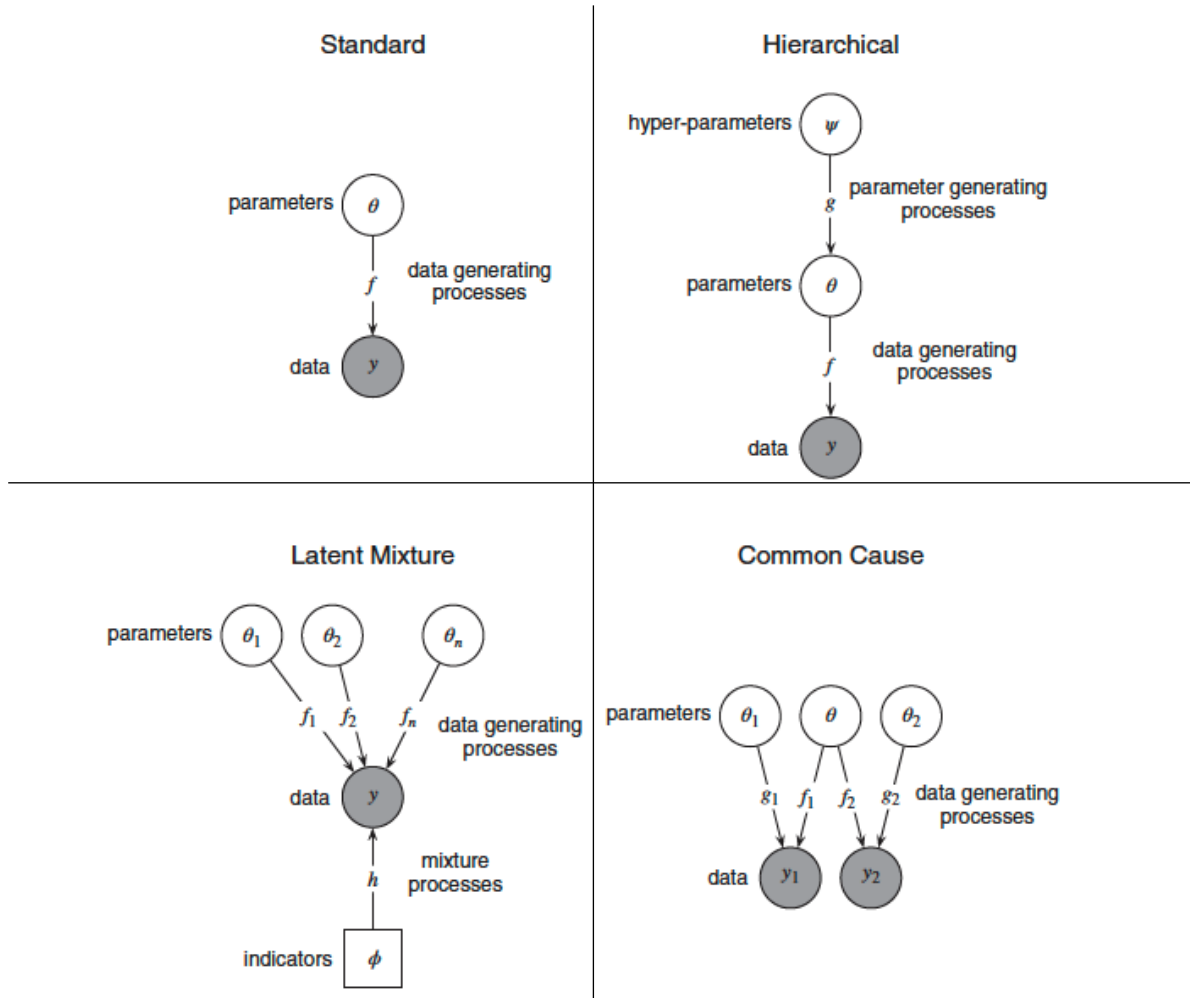 Standard
parameters θ
f
data generating
processes
data y
Hierarchical
hyper-parameters ψ
g
parameter generating
processes
parameters θ
f
data generating
processes
data y
Latent Mixture
parameters θ1 θ2 θn
f1 f2 fn
data generating
processes
data y
h
mixture
processes
indicators ϕ
Common Cause
parameters θ1 θ θ2
g1 f1 f2 g2 data generating
processes
data y1 y2